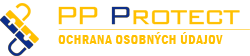 PP PROTECT
OCHRANA OSOBNÝCH ÚDAJOV